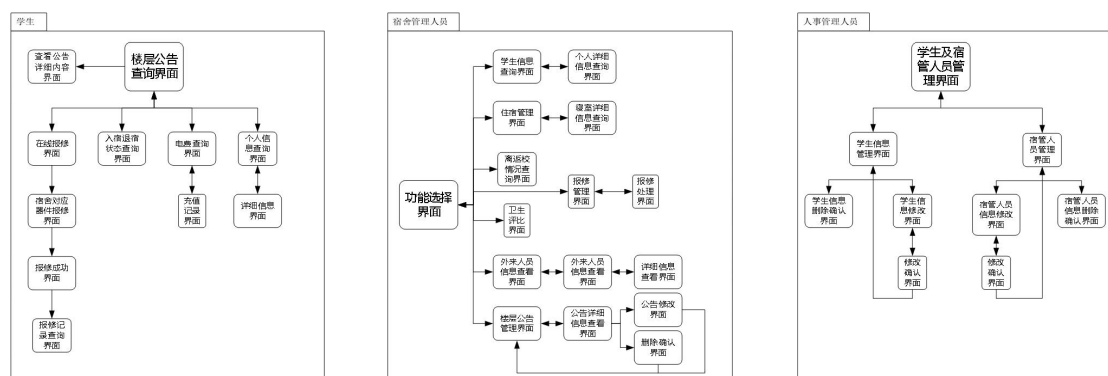 学生
查看公告
详细内容
界面
楼层公告
查询界面
在线报修
界面
入宿退宿
状态查询
界面
电费查询
界面
个人信
息查询
界面
宿舍对应
器件报修
界面
充值
记录
界面
详细信息
界面
报修成功
界面
报修记
录查询
界面
宿舍管理人员
功能选择
界面
学生信息
查询界面
个人详细
信息查询
界面
住宿管理
界面
寝室详细
信息查询
界面
离返校
情况查
询界面
报修
管理
界面
报修
处理
界面
卫生
评比
界面
外来人员
信息查看
界面
外来人员
信息查看
界面
详细信息
查看界面
楼层公告
管理界面
公告详细
信息查看
界面
公告修改
界面
删除确认
界面
人事管理人员
学生及宿
管人员管
理界面
学生信息
管理界面
宿管人
员管理
界面
学生信息
删除确认
界面
学生信
息修改
界面
宿管人员
信息修改
界面
宿管人员
信息删除
确认界面
修改
确认
界面
修改
确认
界面